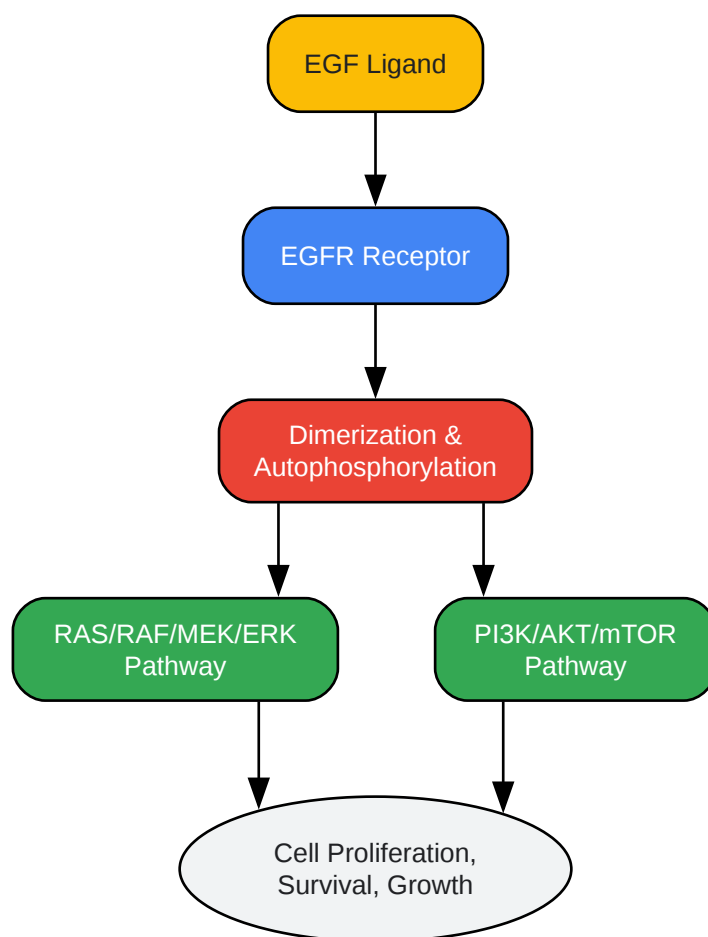 EGF Ligand
EGFR Receptor
Dimerization &
Autophosphorylation
RAS/RAF/MEK/ERK
Pathway
PI3K/AKT/mTOR
Pathway
Cell Proliferation,
Survival, Growth